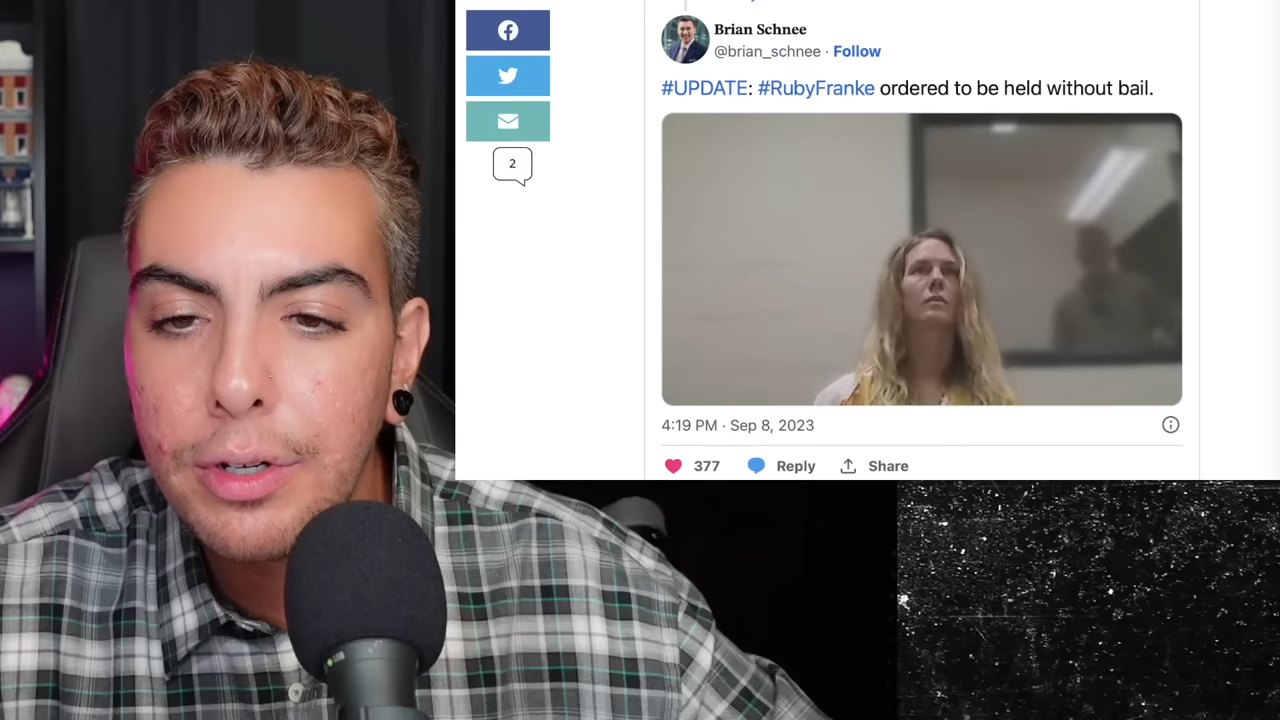 Brian Schnee
@brian_schnee · Follow
#UPDATE: #RubyFranke ordered to be held without bail.
2
4:19 PM · Sep 8, 2023
377 Reply Share